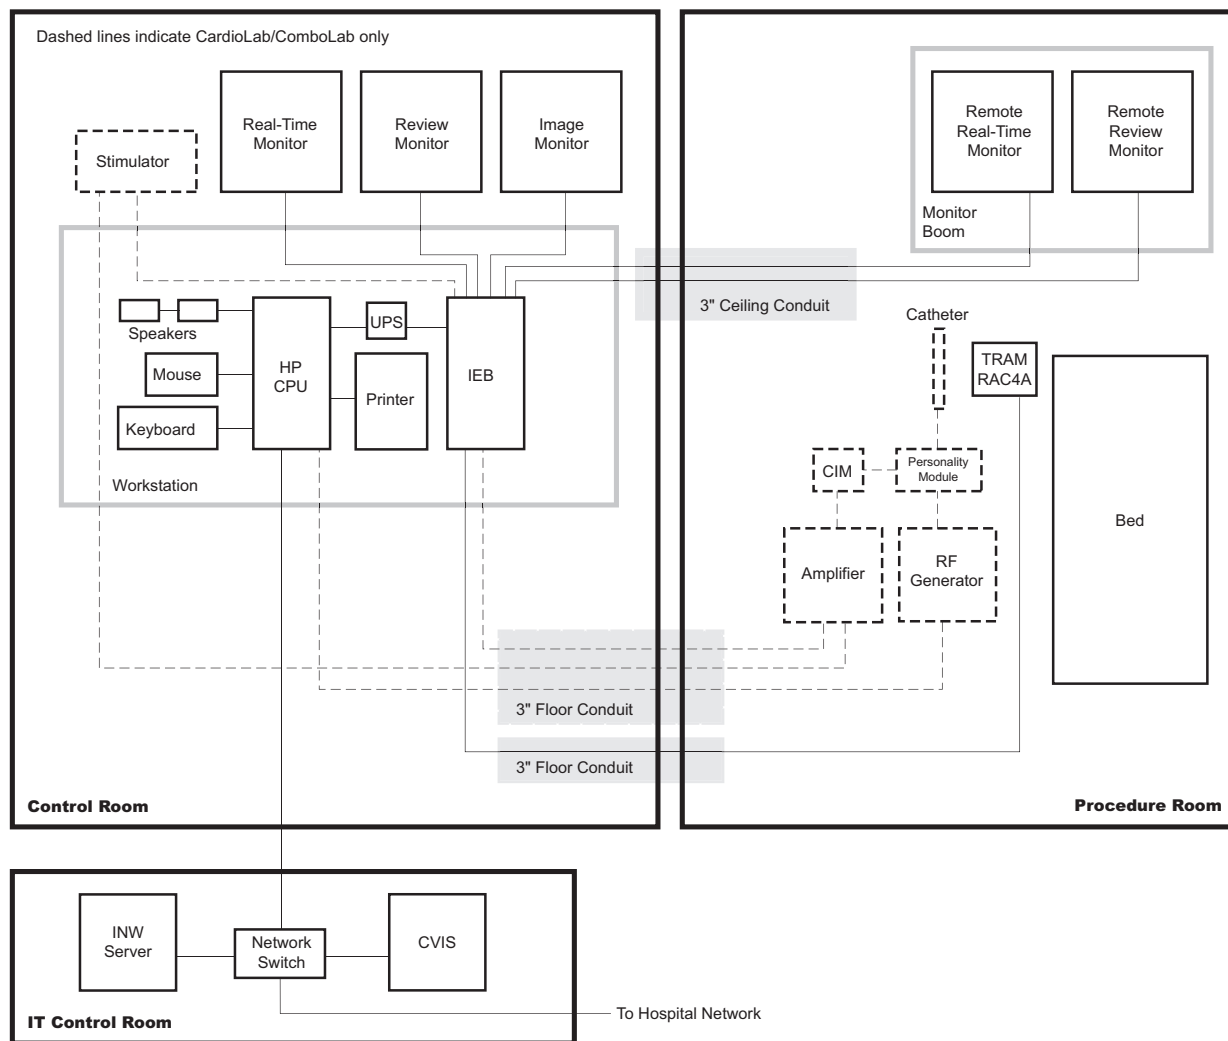 Dashed lines indicate CardioLab/ComboLab only
Real-Time
Monitor
Review
Monitor
Image
Monitor
Stimulator
Speakers
Mouse
Keyboard
HP
CPU
UPS
Printer
IEB
Workstation
3" Floor Conduit
3" Floor Conduit
Control Room
3" Ceiling Conduit
Remote
Real-Time
Monitor
Remote
Review
Monitor
Monitor
Boom
Catheter
TRAM
RAC4A
CIM
Personality
Module
Amplifier
RF
Generator
Bed
Procedure Room
INW
Server
Network
Switch
CVIS
To Hospital Network
IT Control Room